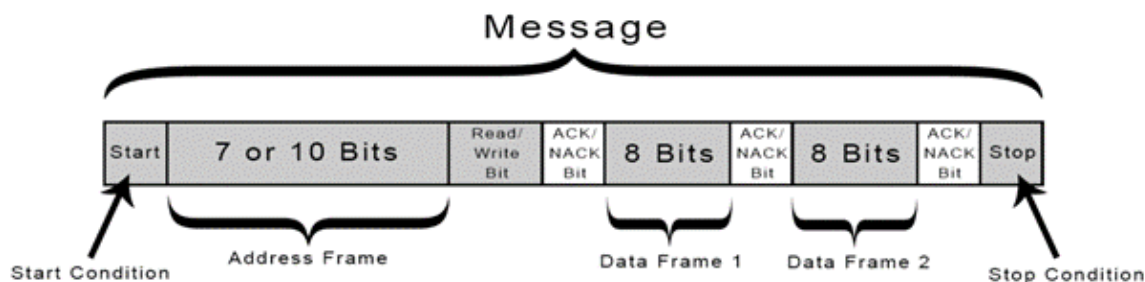 Message
Start
7 or 10 Bits
Read/
Write
Bit
ACK/
NACK
Bit
8 Bits
ACK/
NACK
Bit
8 Bits
ACK/
NACK
Bit
Stop
Start Condition
Address Frame
Data Frame 1
Data Frame 2
Stop Condition